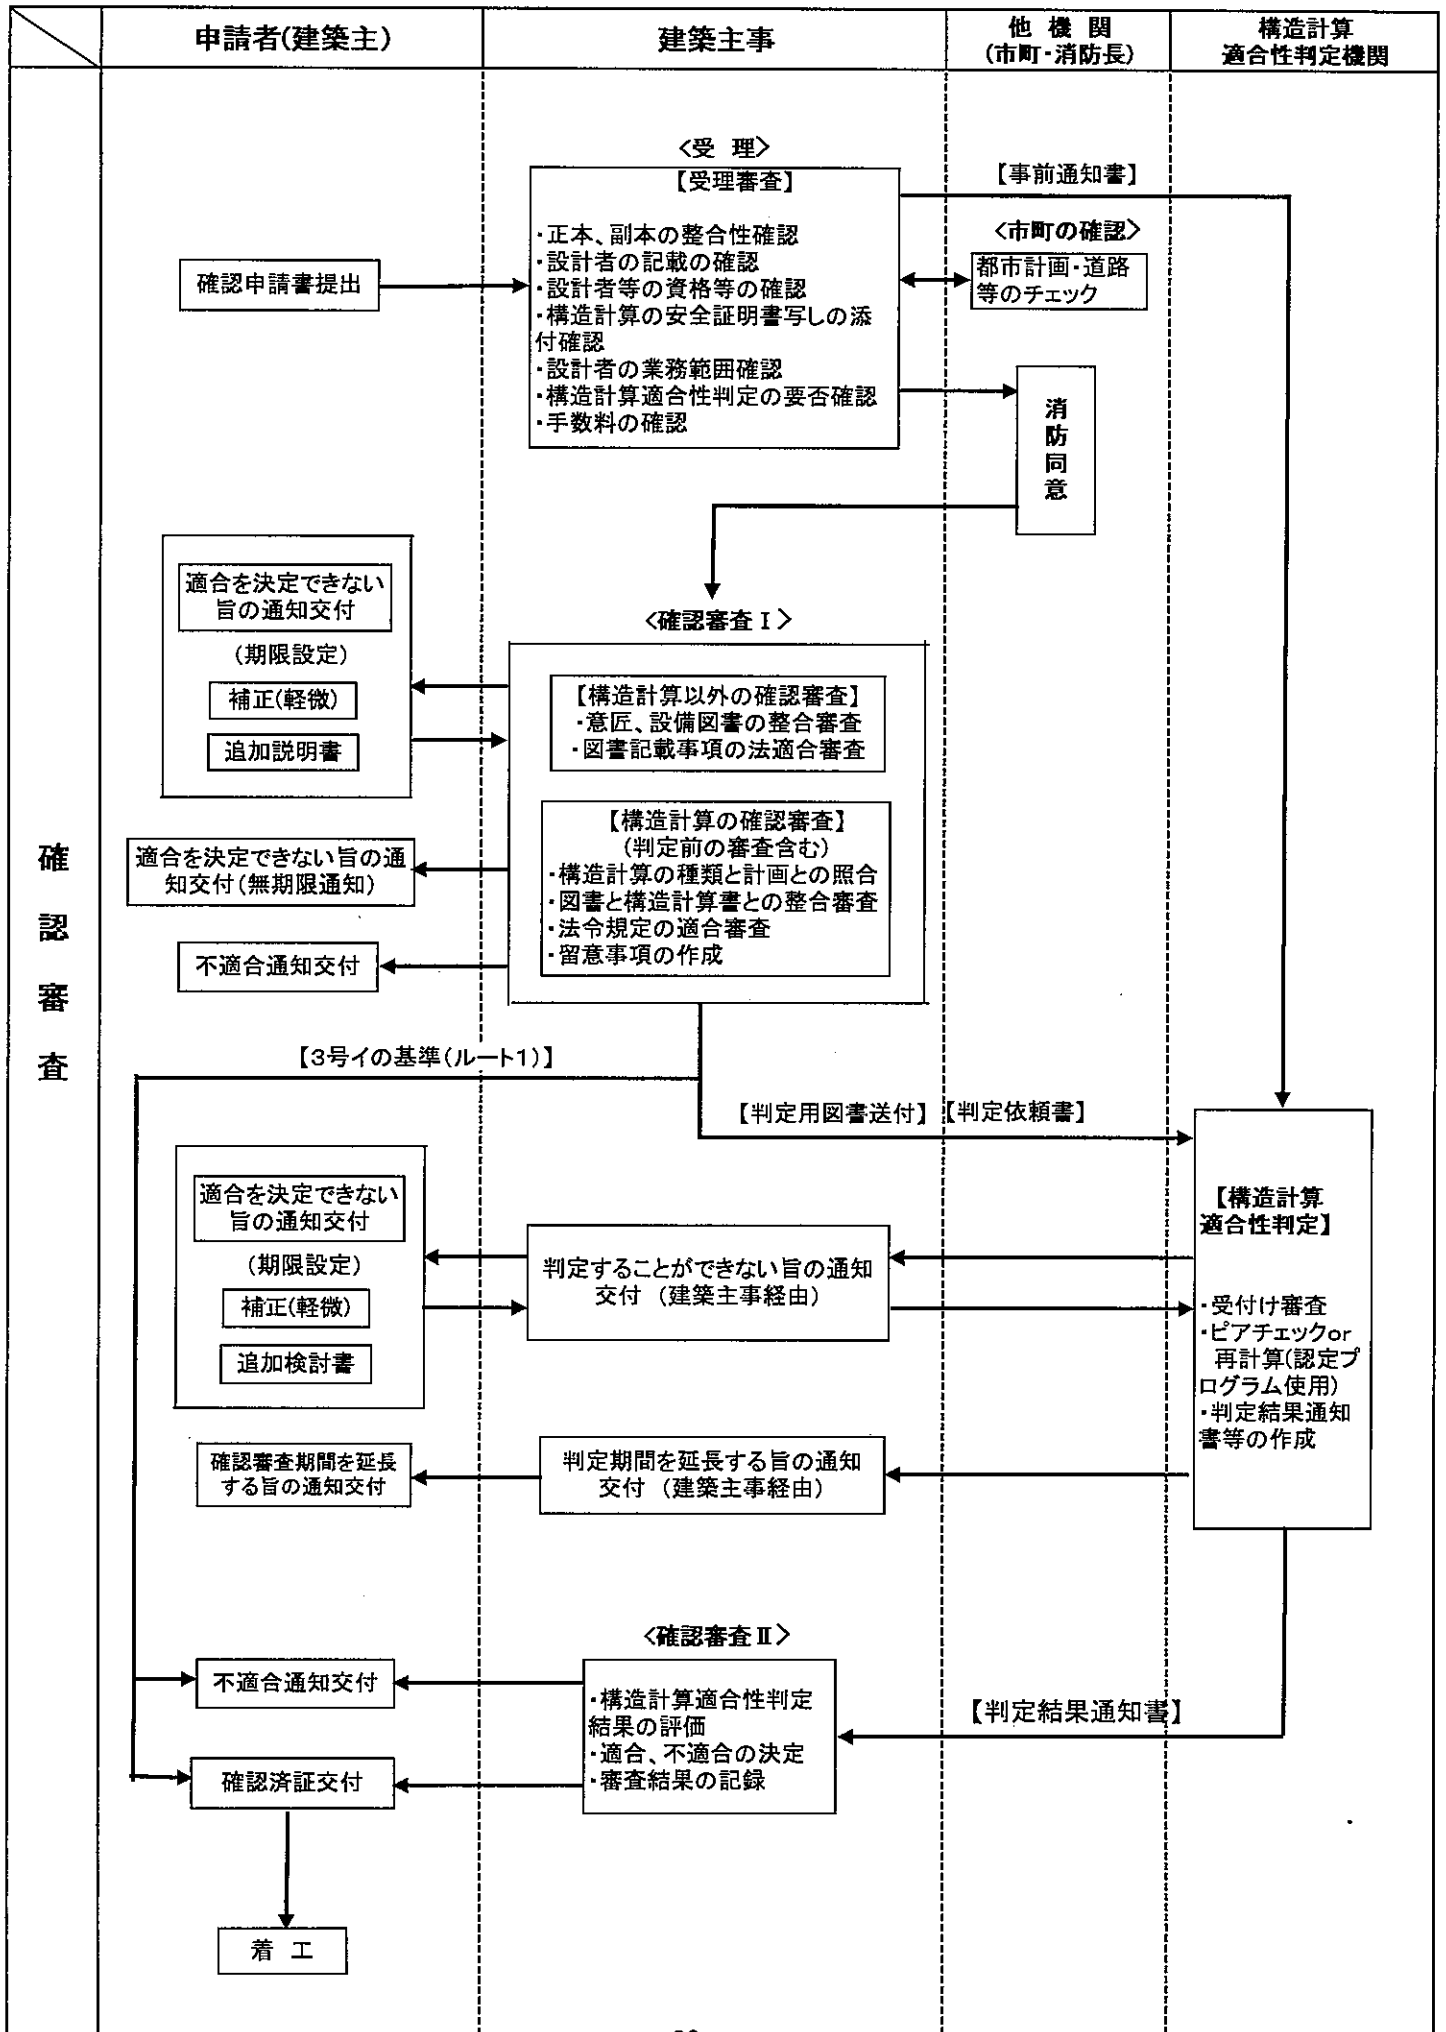 申請者(建築主)
建築主事
他 機 関
(市町・消防長)
構造計算
適合性判定機関
確認審査
<受 理>
【受理審査】
・正本、副本の整合性確認
・設計者の記載の確認
・設計者等の資格等の確認
・構造計算の安全証明書写しの添
付確認
・設計者の業務範囲確認
・構造計算適合性判定の要否確認
・手数料の確認
【事前通知書】
<市町の確認>
都市計画・道路
等のチェック
確認申請書提出
消防同意
適合を決定できない
旨の通知交付
(期限設定)
補正(軽微)
追加説明書
<確認審査Ⅰ>
【構造計算以外の確認審査】
・意匠、設備図書の整合審査
・図書記載事項の法適合審査
【構造計算の確認審査】
(判定前の審査含む)
・構造計算の種類と計画との照合
・図書と構造計算書との整合審査
・法令規定の適合審査
・留意事項の作成
適合を決定できない旨の通
知交付(無期限通知)
不適合通知交付
【3号イの基準(ルート1)】
【判定用図書送付】【判定依頼書】
【構造計算
適合性判定】
・受付け審査
・ピアチェックor
再計算(認定プ
ログラム使用)
・判定結果通知
書等の作成
適合を決定できない
旨の通知交付
(期限設定)
補正(軽微)
追加検討書
判定することができない旨の通知
交付 (建築主事経由)
確認審査期間を延長
する旨の通知交付
判定期間を延長する旨の通知
交付 (建築主事経由)
<確認審査Ⅱ>
・構造計算適合性判定
結果の評価
・適合、不適合の決定
・審査結果の記録
【判定結果通知書】
不適合通知交付
確認済証交付
着 工